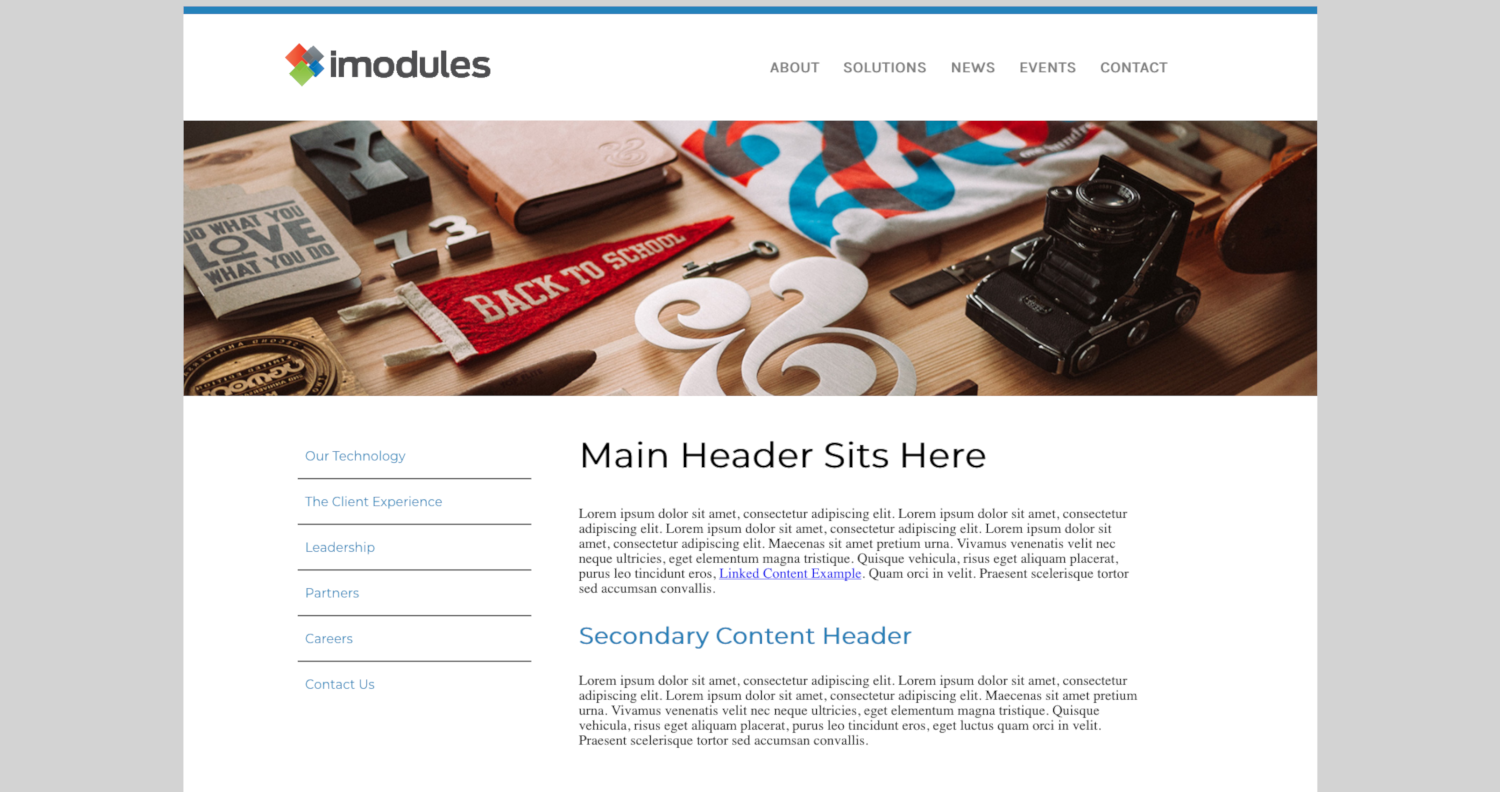 imodules
ABOUT SOLUTIONS NEWS EVENTS CONTACT
Y
DO WHAT YOU
LOVE
WHAT YOU DO
7 3
BACK TO SCHOOL
&
&
Our Technology
The Client Experience
Leadership
Partners
Careers
Contact Us
Main Header Sits Here
Lorem ipsum dolor sit amet, consectetur adipiscing elit. Lorem ipsum dolor sit amet, consectetur
adipiscing elit. Lorem ipsum dolor sit amet, consectetur adipiscing elit. Lorem ipsum dolor sit
amet, consectetur adipiscing elit. Maecenas sit amet pretium urna. Vivamus venenatis velit nec
neque ultricies, eget elementum magna tristique. Quisque vehicula, risus eget aliquam placerat,
purus leo tincidunt eros, Linked Content Example. Quam orci in velit. Praesent scelerisque tortor
sed accumsan convallis.
Secondary Content Header
Lorem ipsum dolor sit amet, consectetur adipiscing elit. Lorem ipsum dolor sit amet, consectetur
adipiscing elit. Lorem ipsum dolor sit amet, consectetur adipiscing elit. Maecenas sit amet pretium
urna. Vivamus venenatis velit nec neque ultricies, eget elementum magna tristique. Quisque
vehicula, risus eget aliquam placerat, purus leo tincidunt eros, eget luctus quam orci in velit.
Praesent scelerisque tortor sed accumsan convallis.